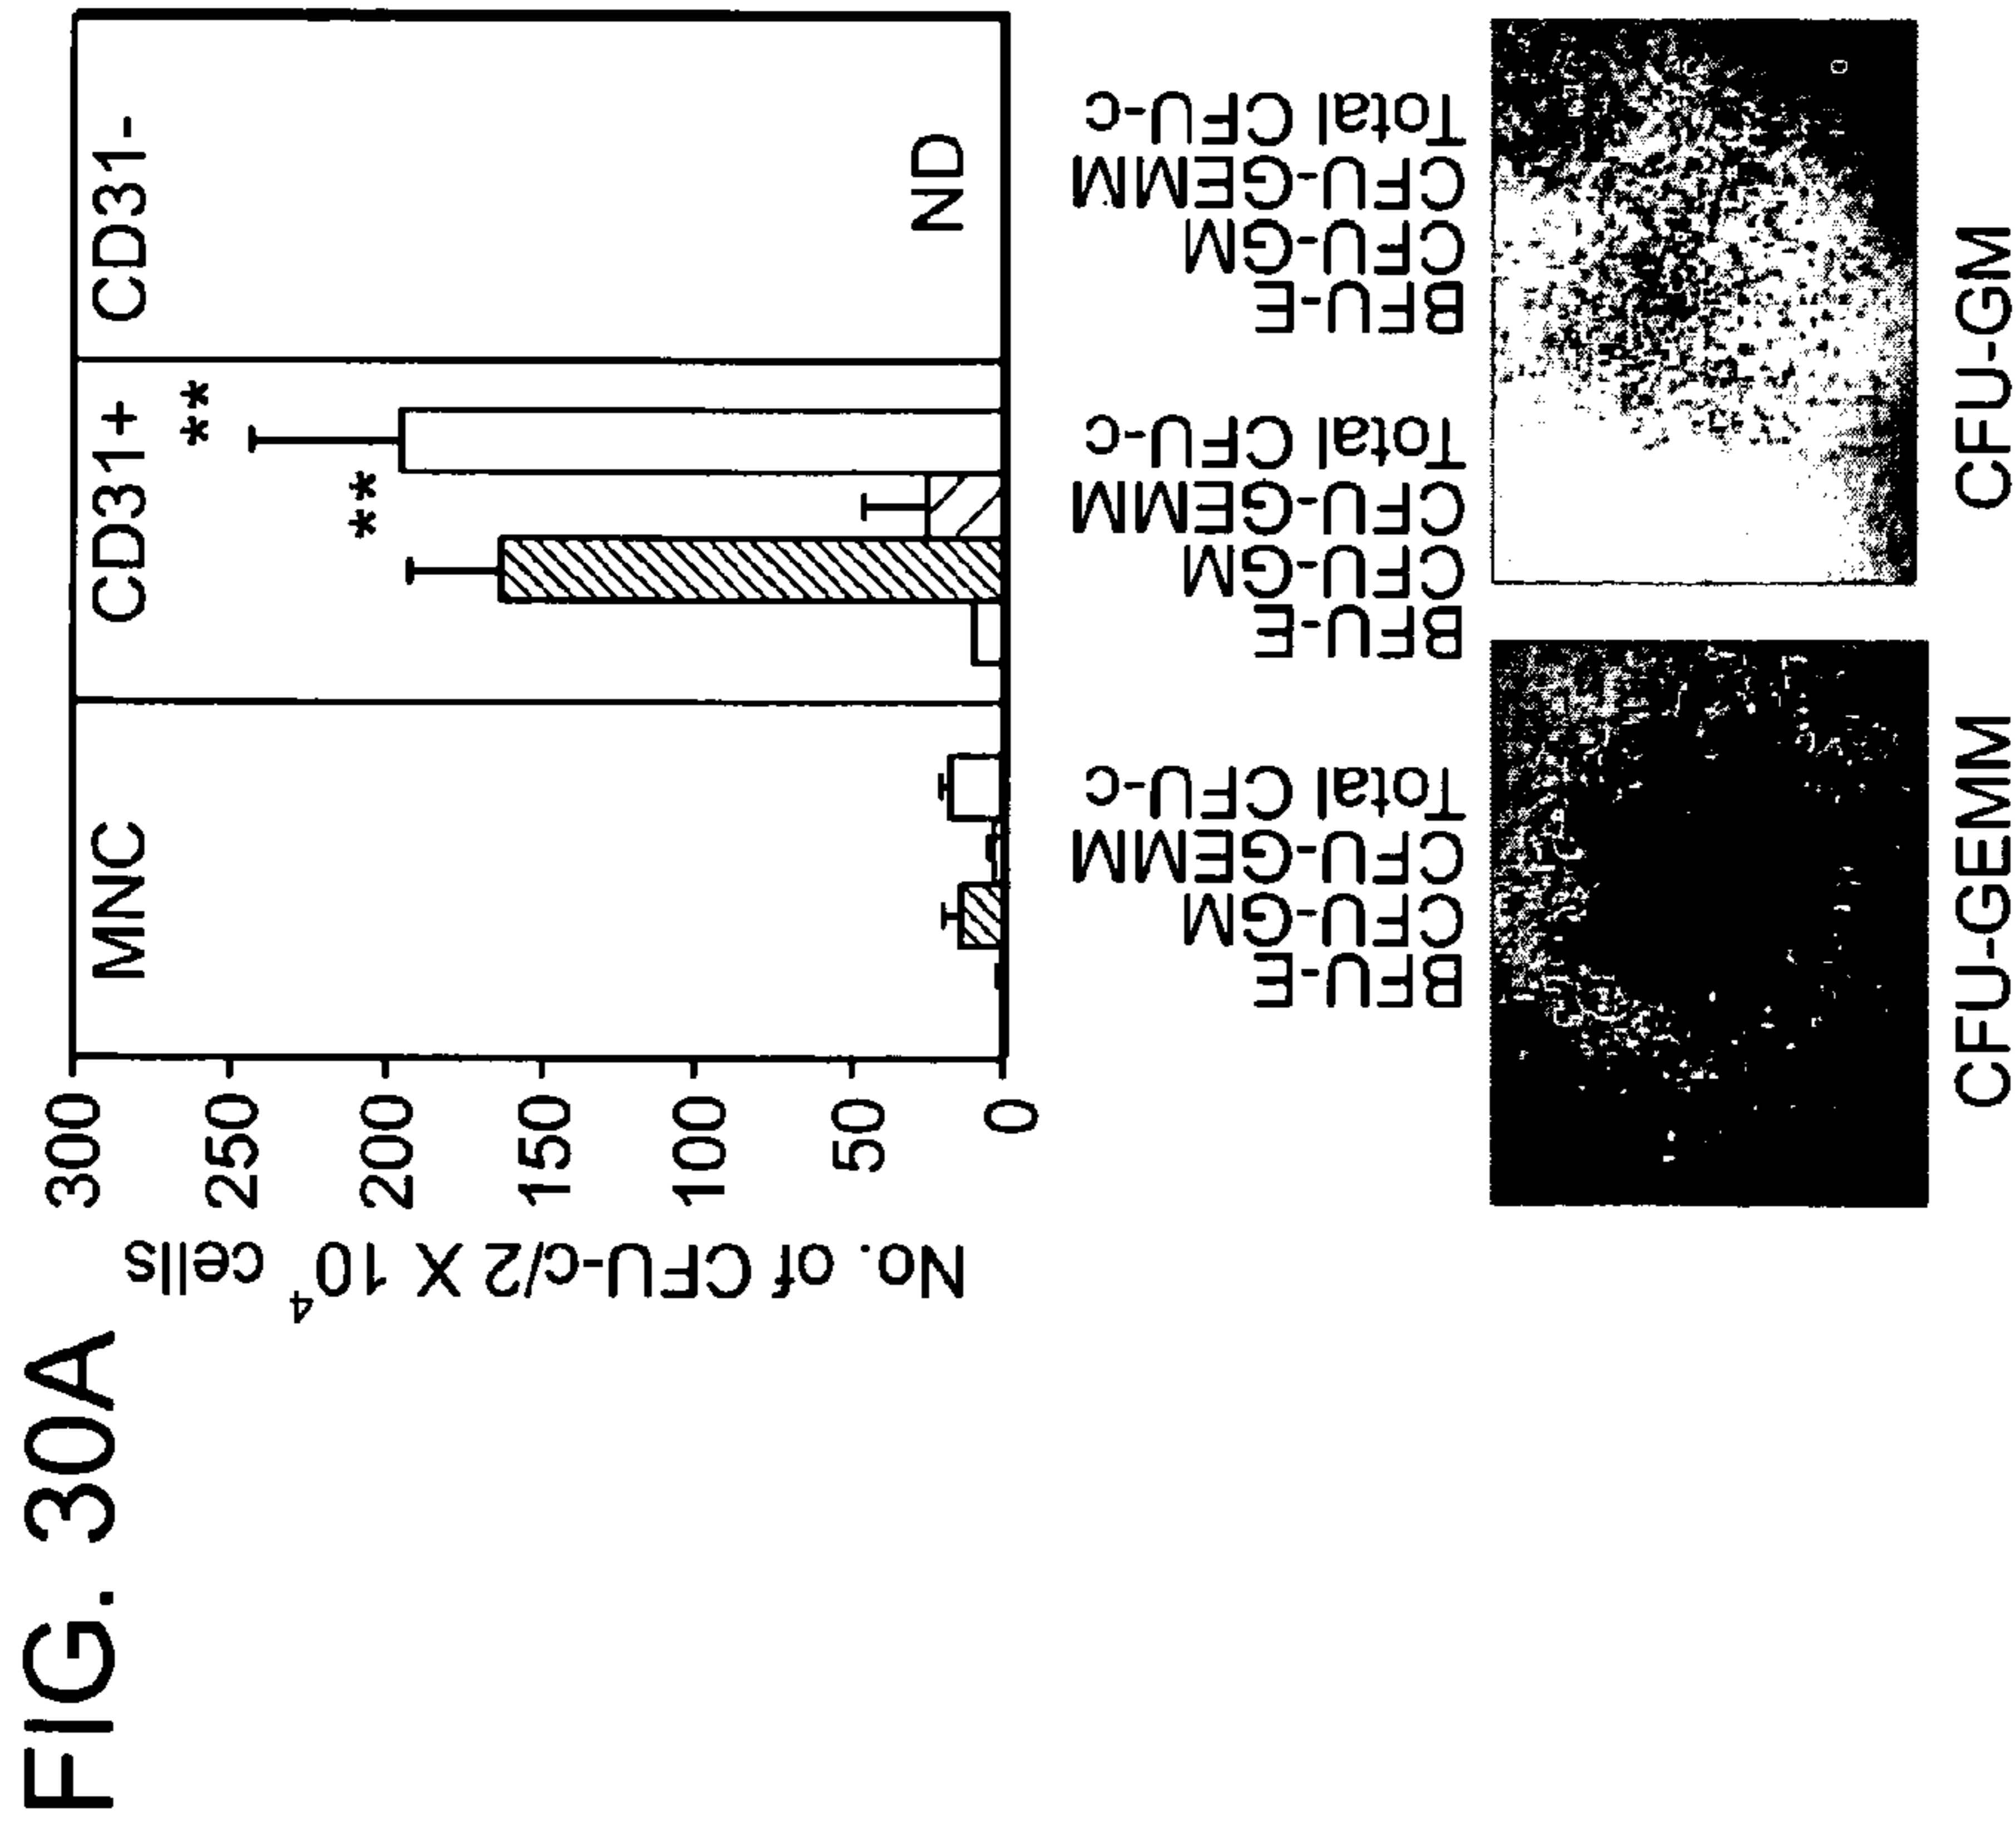 FIG. 30A
No. of CFU-c/2 X 10⁴ cells
300
250
200
150
100
50
0
MNC
CD31+
CD31-
**
**
ND
BFU-E
CFU-GM
CFU-GEMM
Total CFU-c
BFU-E
CFU-GM
CFU-GEMM
Total CFU-c
BFU-E
CFU-GM
CFU-GEMM
Total CFU-c
CFU-GEMM
CFU-GM